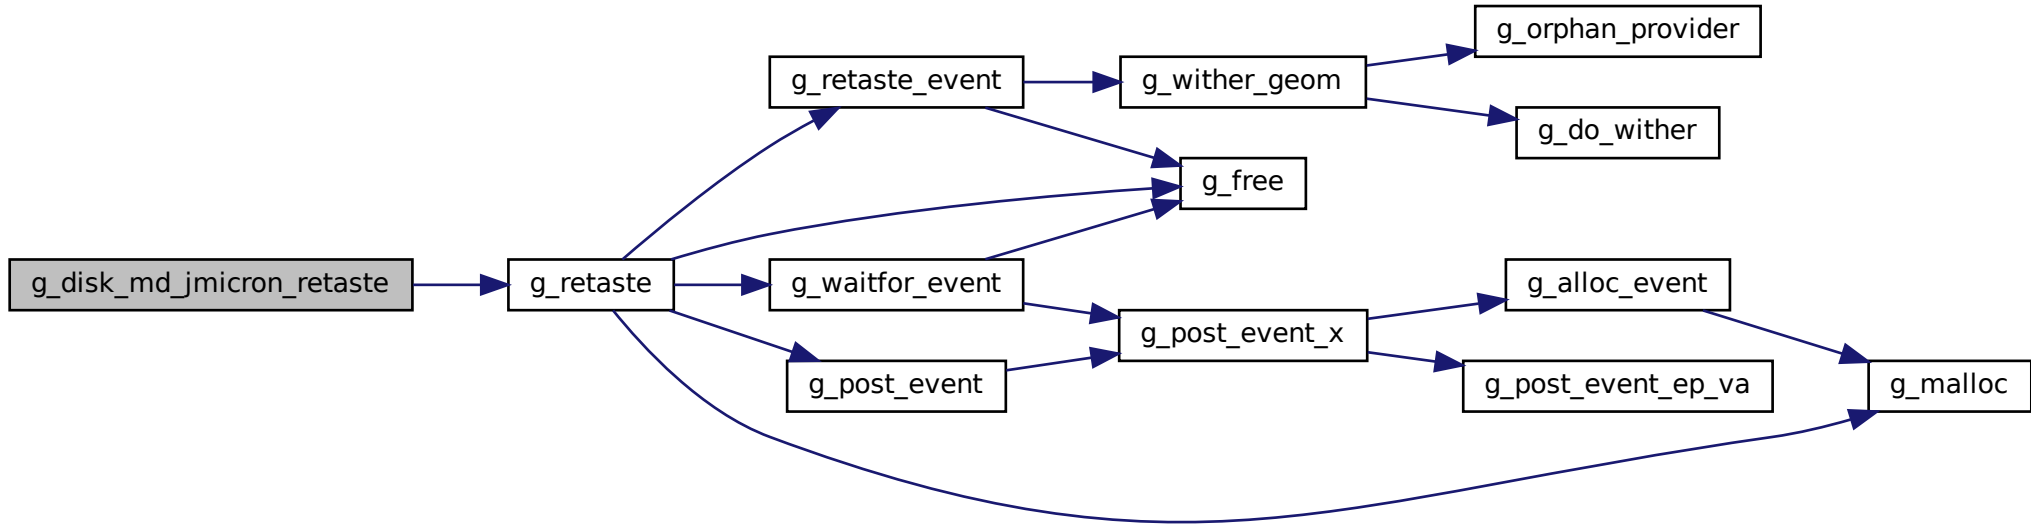 g_disk_md_jmicron_retaste
g_retaste
g_retaste_event
g_waitfor_event
g_post_event
g_wither_geom
g_free
g_post_event_x
g_orphan_provider
g_do_wither
g_alloc_event
g_post_event_ep_va
g_malloc